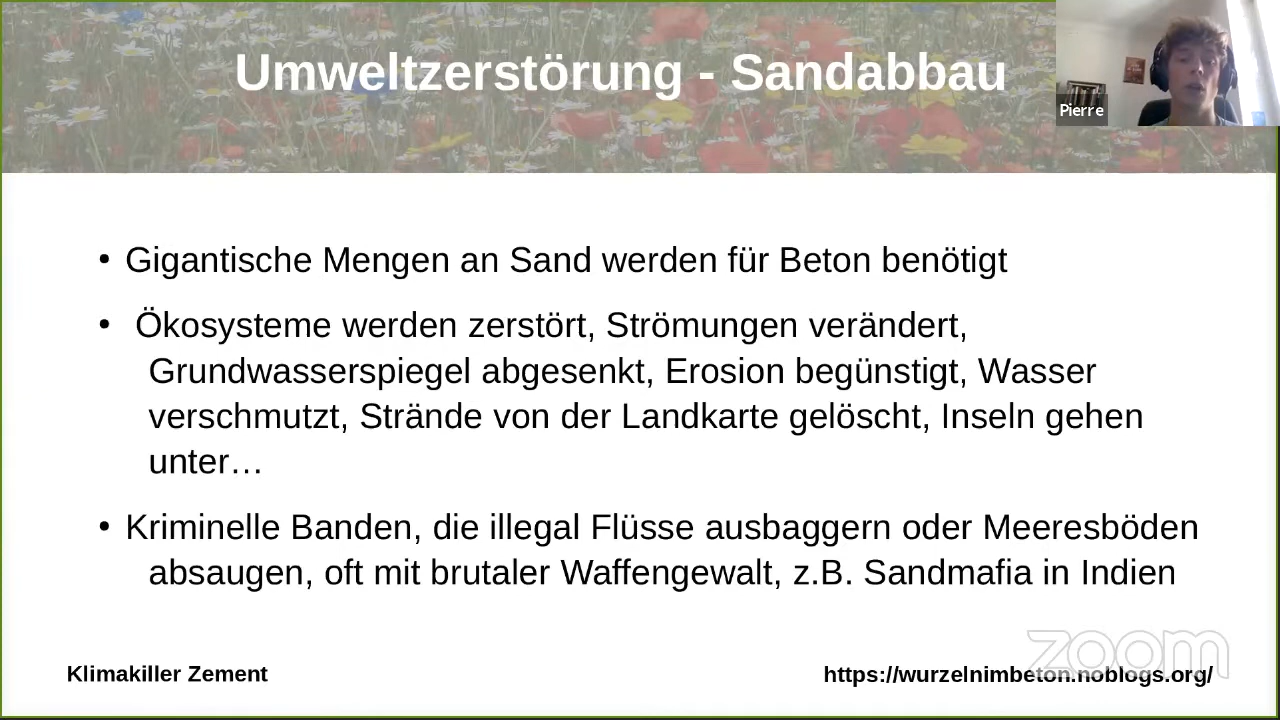 Umweltzerstörung - Sandabbau
Pierre
• Gigantische Mengen an Sand werden für Beton benötigt
• Ökosysteme werden zerstört, Strömungen verändert,
Grundwasserspiegel abgesenkt, Erosion begünstigt, Wasser
verschmutzt, Strände von der Landkarte gelöscht, Inseln gehen
unter…
• Kriminelle Banden, die illegal Flüsse ausbaggern oder Meeresböden
absaugen, oft mit brutaler Waffengewalt, z.B. Sandmafia in Indien
zoom
Klimakiller Zement
https://wurzelnimbeton.noblogs.org/